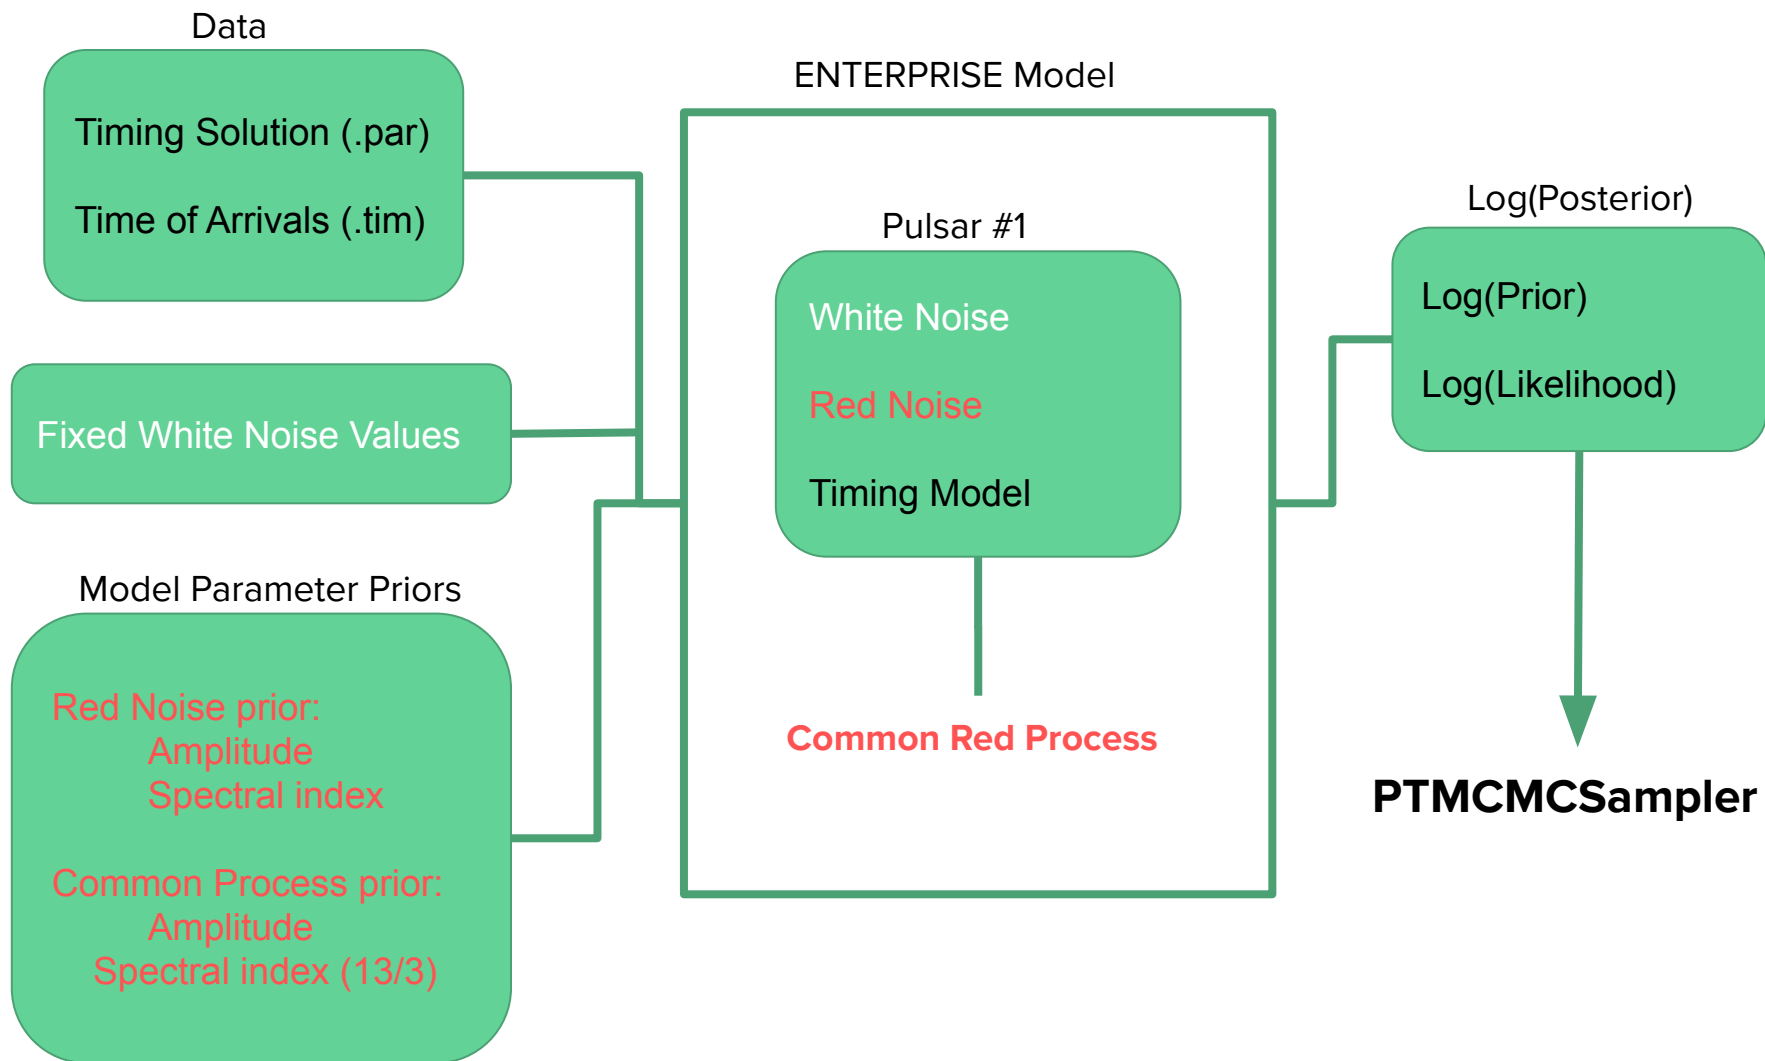 Data
Timing Solution (.par)
Time of Arrivals (.tim)
Fixed White Noise Values
Model Parameter Priors
Red Noise prior:
Amplitude
Spectral index
Common Process prior:
Amplitude
Spectral index (13/3)
ENTERPRISE Model
Pulsar #1
White Noise
Red Noise
Timing Model
Common Red Process
Log(Posterior)
Log(Prior)
Log(Likelihood)
PTMCMCSampler